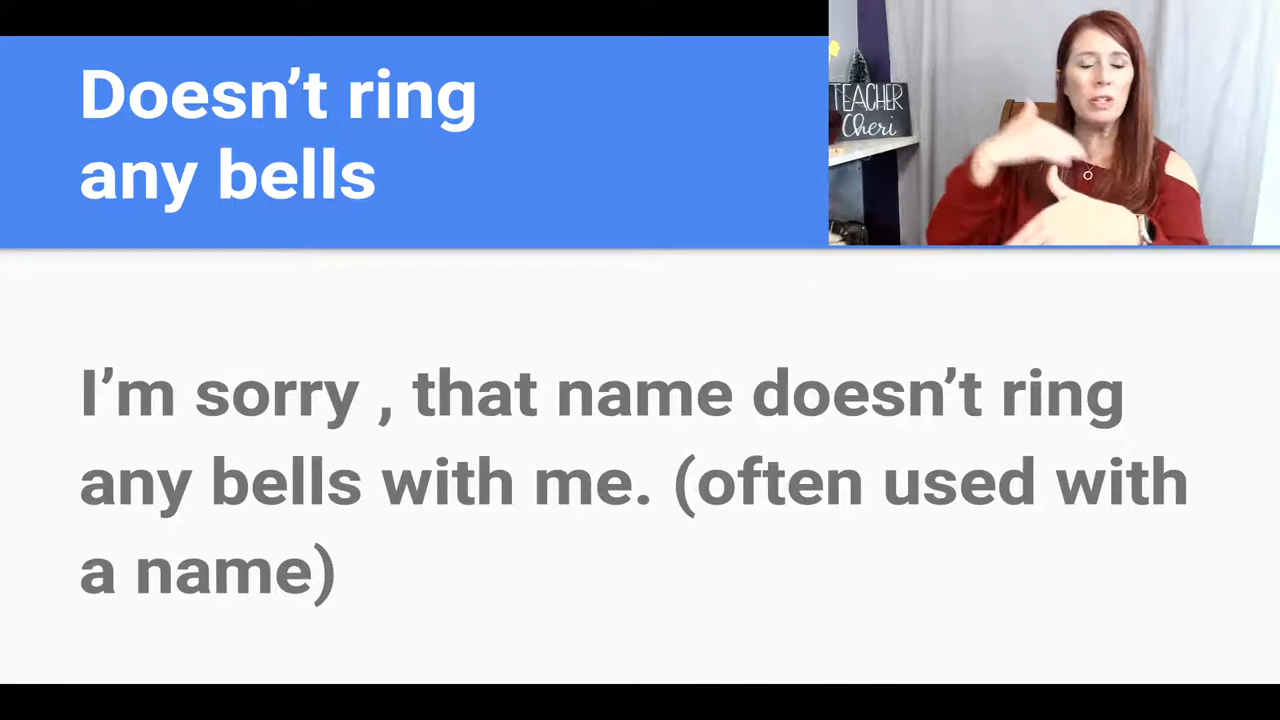 Doesn’t ring
any bells
TEACHER
Cheri
I’m sorry , that name doesn’t ring
any bells with me. (often used with
a name)